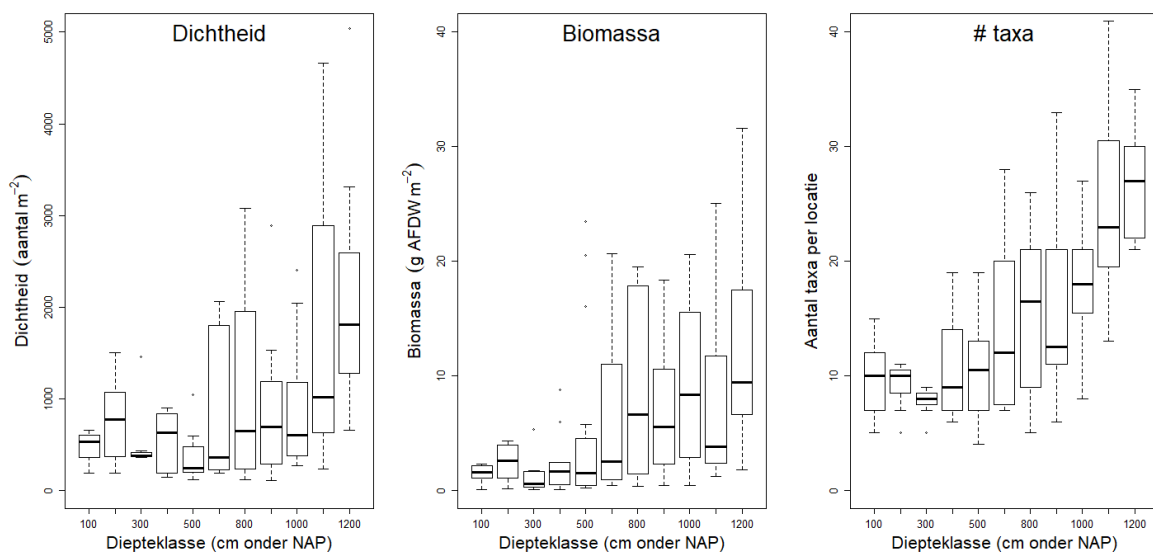 Dichtheid
Dichtheid (aantal m⁻²)
0
1000
2000
3000
4000
5000
100 300 500 800 1000 1200
Diepteklasse (cm onder NAP)
Biomassa
Biomassa (g AFDW m⁻²)
0
10
20
30
40
100 300 500 800 1000 1200
Diepteklasse (cm onder NAP)
# taxa
Aantal taxa per locatie
0
10
20
30
40
100 300 500 800 1000 1200
Diepteklasse (cm onder NAP)